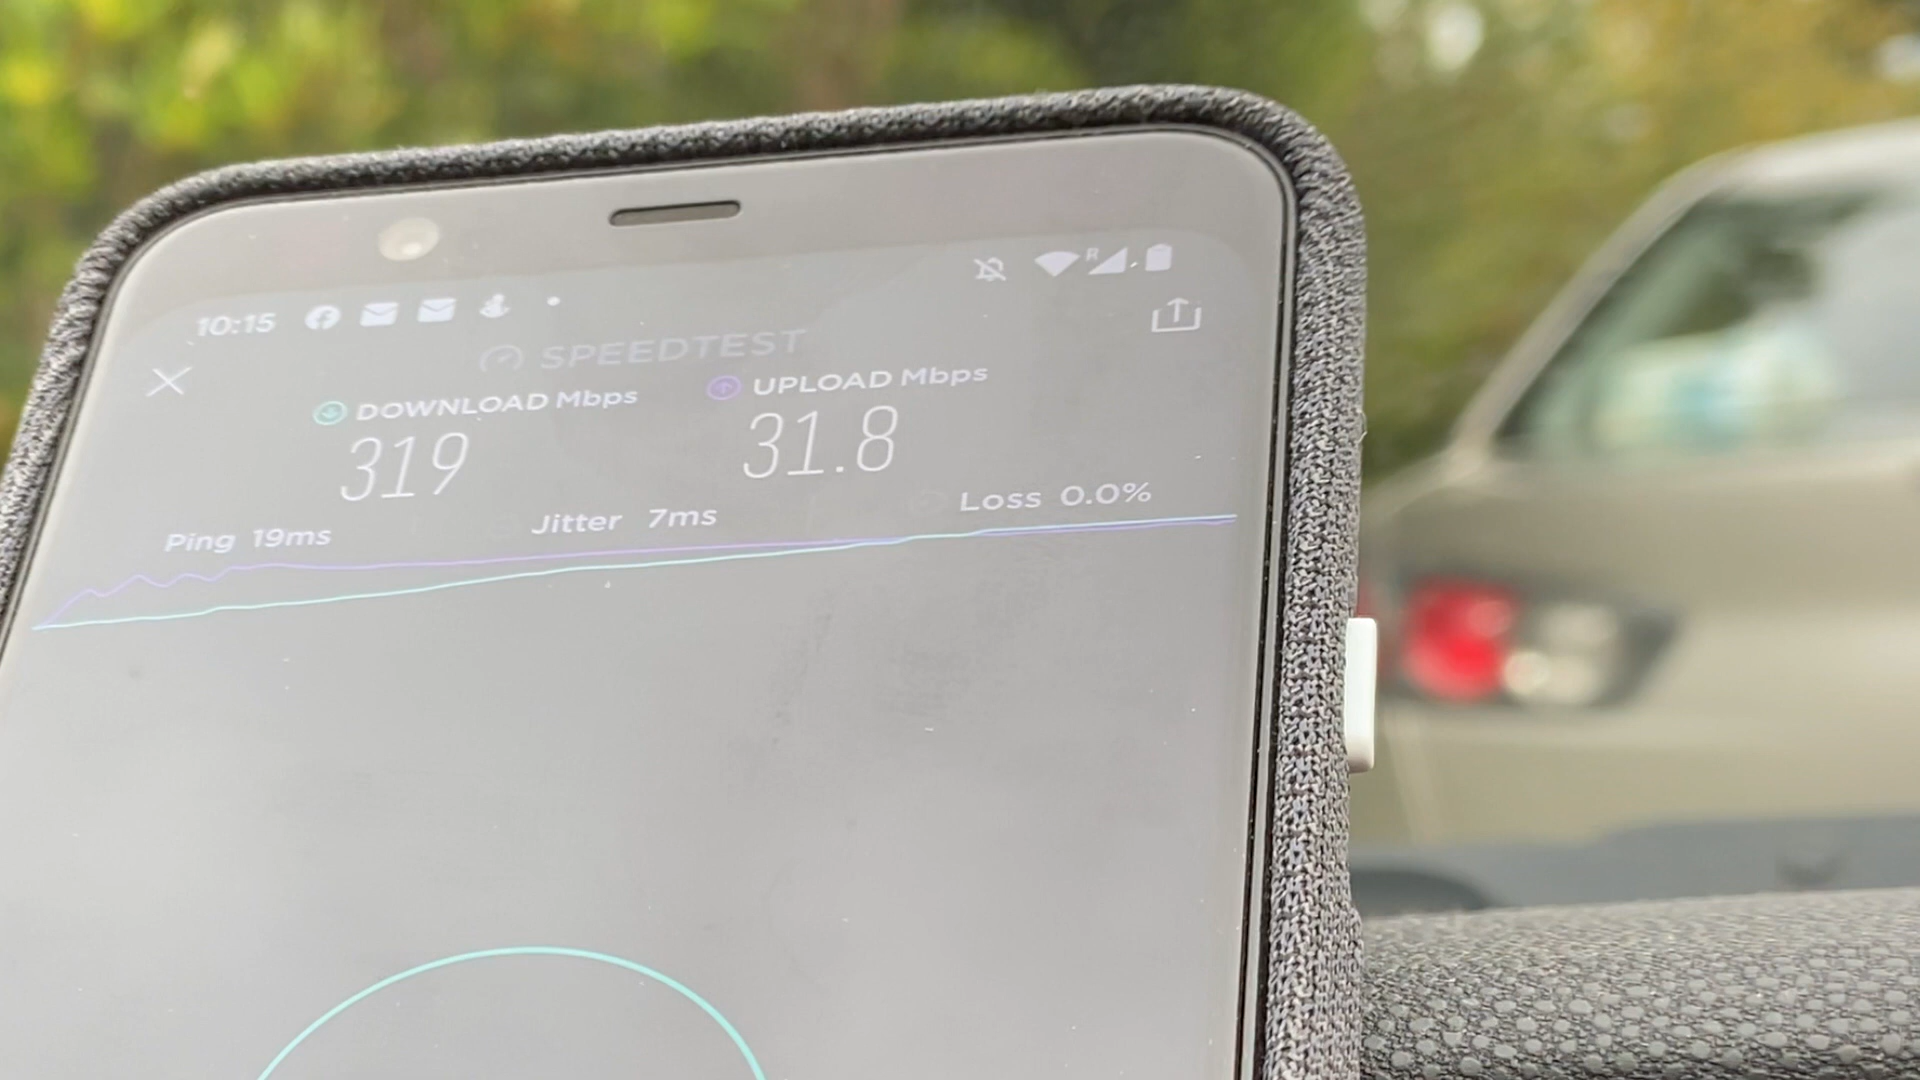 10:15
R
SPEEDTEST
DOWNLOAD Mbps
UPLOAD Mbps
319
31.8
Ping 19ms
Jitter 7ms
Loss 0.0%